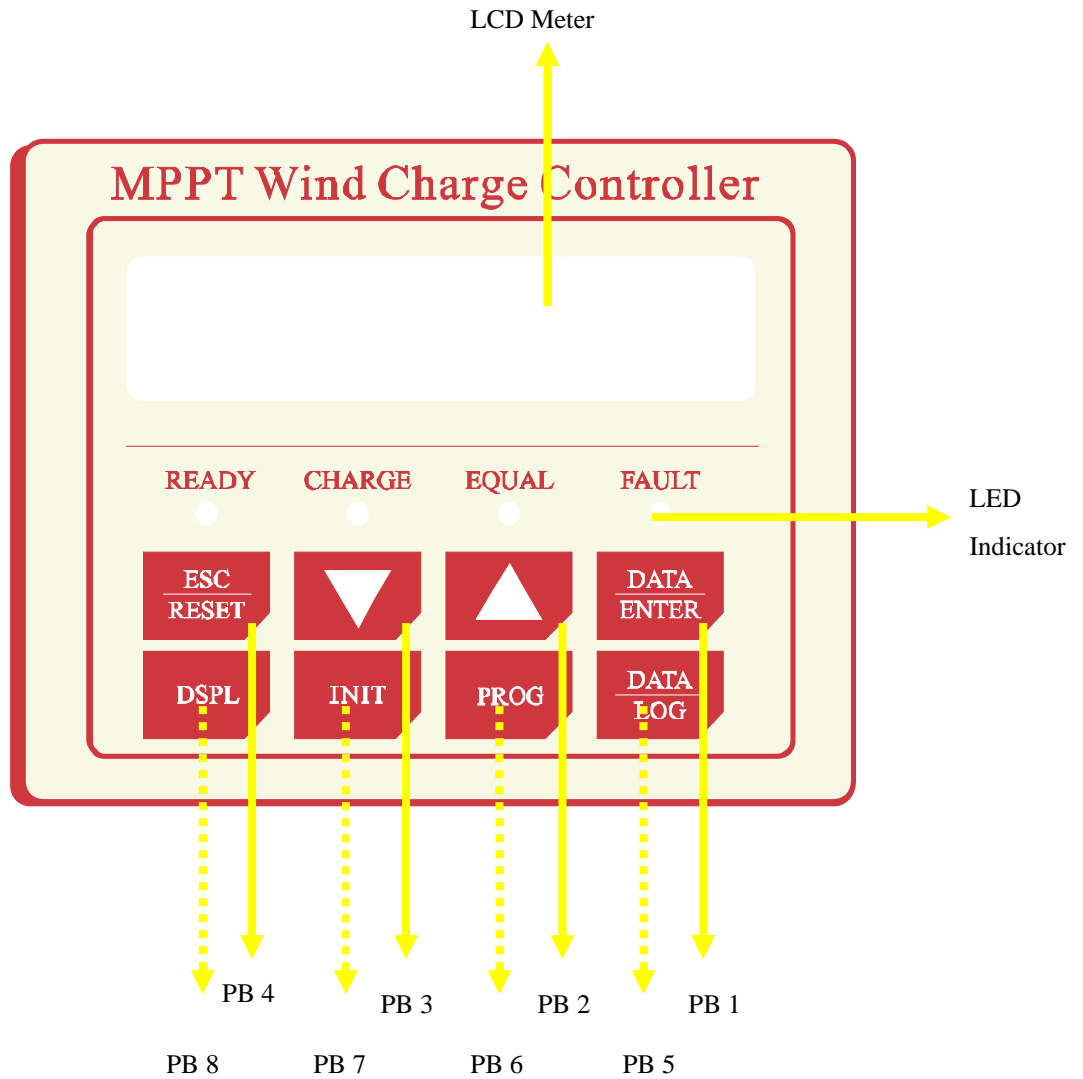 LCD Meter
MPPT Wind Charge Controller
READY CHARGE EQUAL FAULT
LED
Indicator
ESC
RESET
DATA
ENTER
DSPL INIT PROG
DATA
LOG
PB 4
PB 3 PB 2 PB 1
PB 8 PB 7 PB 6 PB 5